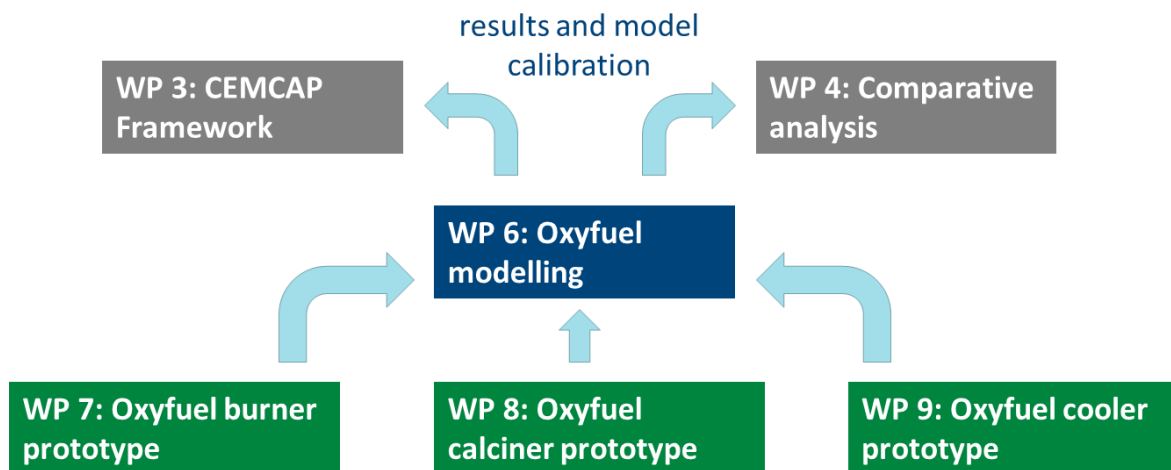 results and model
calibration
WP 3: CEMCAP
Framework
WP 4: Comparative
analysis
WP 6: Oxyfuel
modelling
WP 7: Oxyfuel burner
prototype
WP 8: Oxyfuel
calciner prototype
WP 9: Oxyfuel cooler
prototype